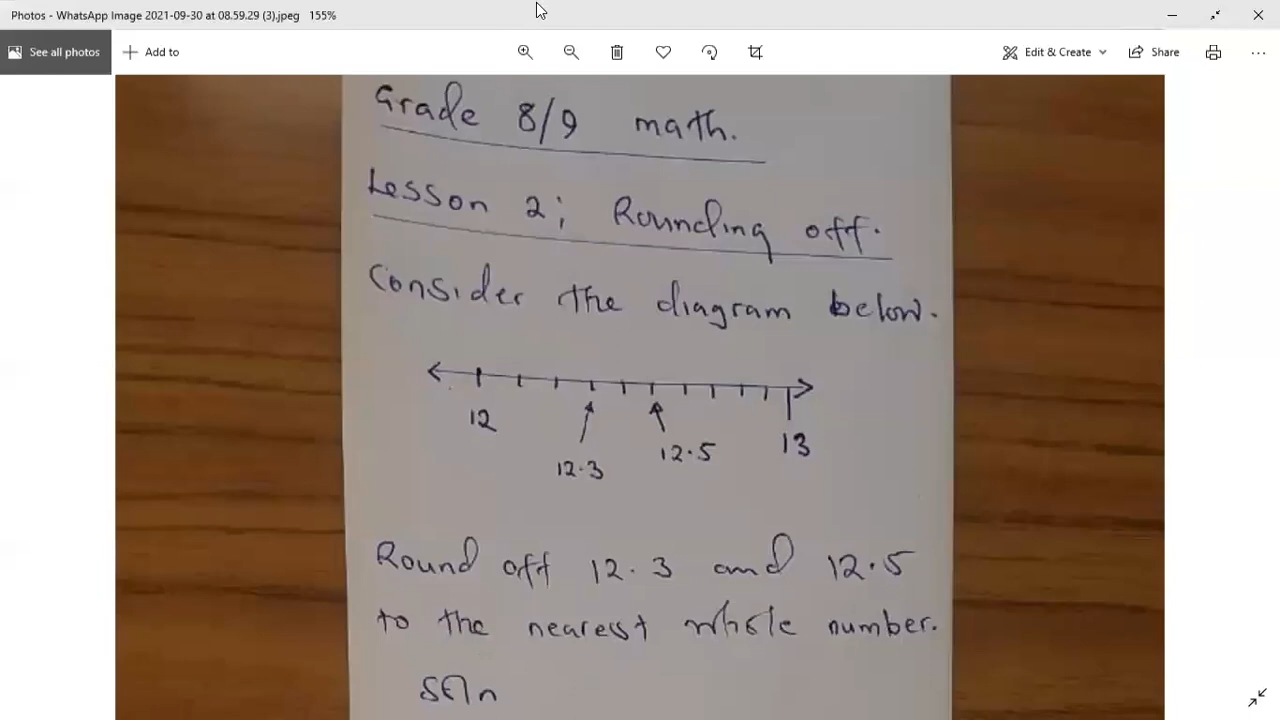 Photos - WhatsApp Image 2021-09-30 at 08.59.29 (3).jpeg 155%
See all photos
Add to
Edit & Create
Share
Grade 8/9 math.
Lesson 2; Rounding off.
Consider the diagram below.
12
12.3
12.5
13
Round off 12.3 and 12.5
to the nearest whole number.
Soln